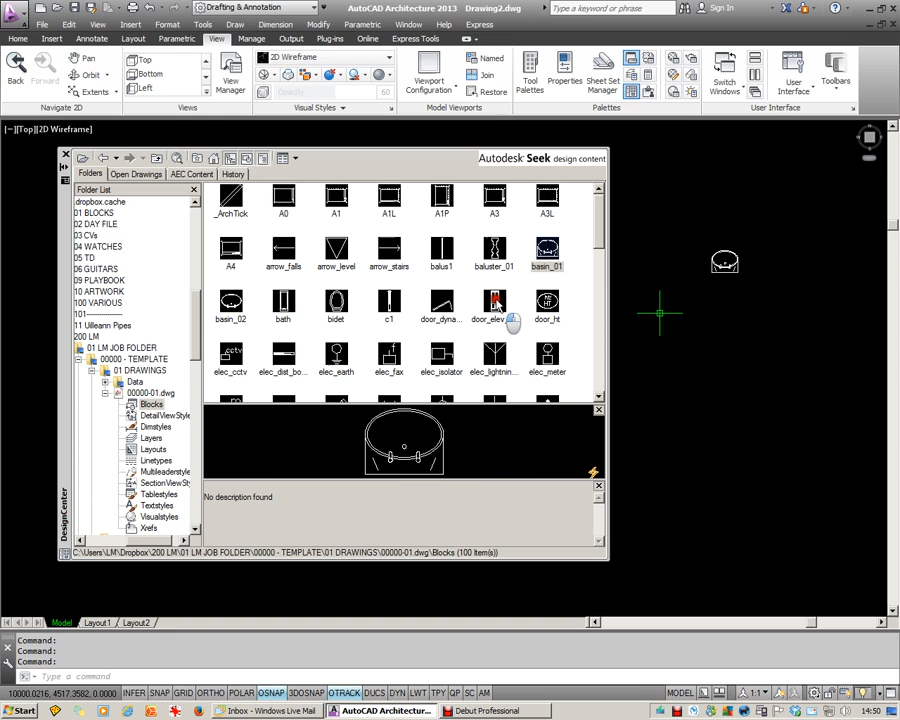 Drafting & Annotation
AutoCAD Architecture 2013 Drawing2.dwg
Type a keyword or phrase
Sign In
File Edit View Insert Format Tools Draw Dimension Modify Parametric Window Help Express
Home Insert Annotate Layout Parametric View Manage Output Plug-ins Online Express Tools
Back
Forward
Pan
Orbit
Extents
Top
Bottom
Left
View Manager
2D Wireframe
Opacity 60
Viewport Configuration
Named
Join
Restore
Tool Palettes
Properties
Sheet Set Manager
Switch Windows
User Interface
Toolbars
Navigate 2D
Views
Visual Styles
Model Viewports
Palettes
User Interface
[−][Top][2D Wireframe]
Autodesk Seek design content
Folders Open Drawings AEC Content History
Folder List
.dropbox.cache
01 BLOCKS
02 DAY FILE
03 CVs
04 WATCHES
05 TD
06 GUITARS
09 PLAYBOOK
10 ARTWORK
100 VARIOUS
101----------------
11 Uilleann Pipes
200 LM
01 LM JOB FOLDER
00000 - TEMPLATE
01 DRAWINGS
Data
00000-01.dwg
Blocks
DetailViewStyle
Dimstyles
Layers
Layouts
Linetypes
Multileaderstyle
SectionViewSt
Tablestyles
Textstyles
Visualstyles
Xrefs
_ArchTick A0 A1 A1L A1P A3 A3L
A4 arrow_falls arrow_level arrow_stairs balus1 baluster_01 basin_01
basin_02 bath bidet c1 door_dyna... door_elev door_ht
cctv
elec_cctv elec_dist_bo... elec_earth elec_fax elec_isolator elec_lightnin... elec_meter
No description found
DesignCenter
C:\Users\LM\Dropbox\200 LM\01 LM JOB FOLDER\00000 - TEMPLATE\01 DRAWINGS\00000-01.dwg\Blocks (100 Item(s))
Model Layout1 Layout2
Command:
Command:
Command:
Type a command
10000.0216, 4517.3582, 0.0000 INFER SNAP GRID ORTHO POLAR OSNAP 3DOSNAP OTRACK DUCS DYN LWT TPY QP SC AM MODEL 1:1
Start
Inbox - Windows Live Mail
AutoCAD Architectur...
Debut Professional
14:50